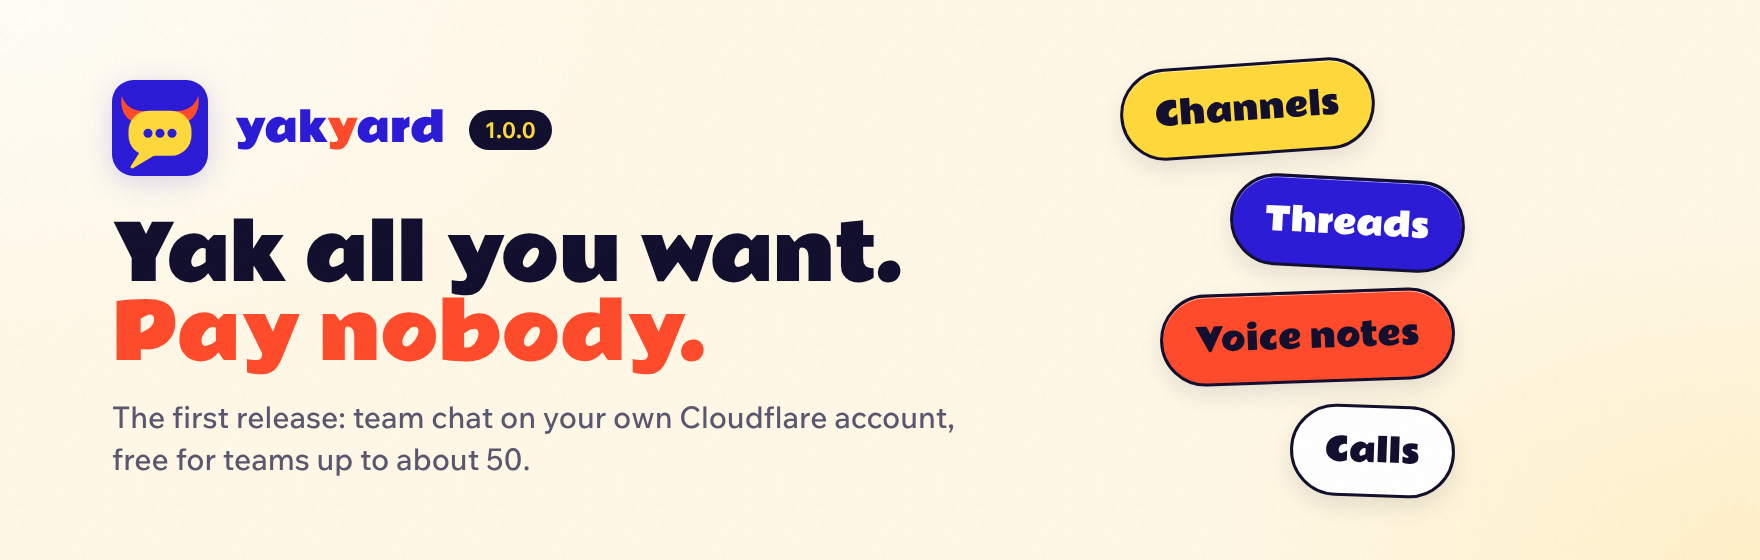 yakyard 1.0.0
Yak all you want.
Pay nobody.
The first release: team chat on your own Cloudflare account,
free for teams up to about 50.
Channels
Threads
Voice notes
Calls